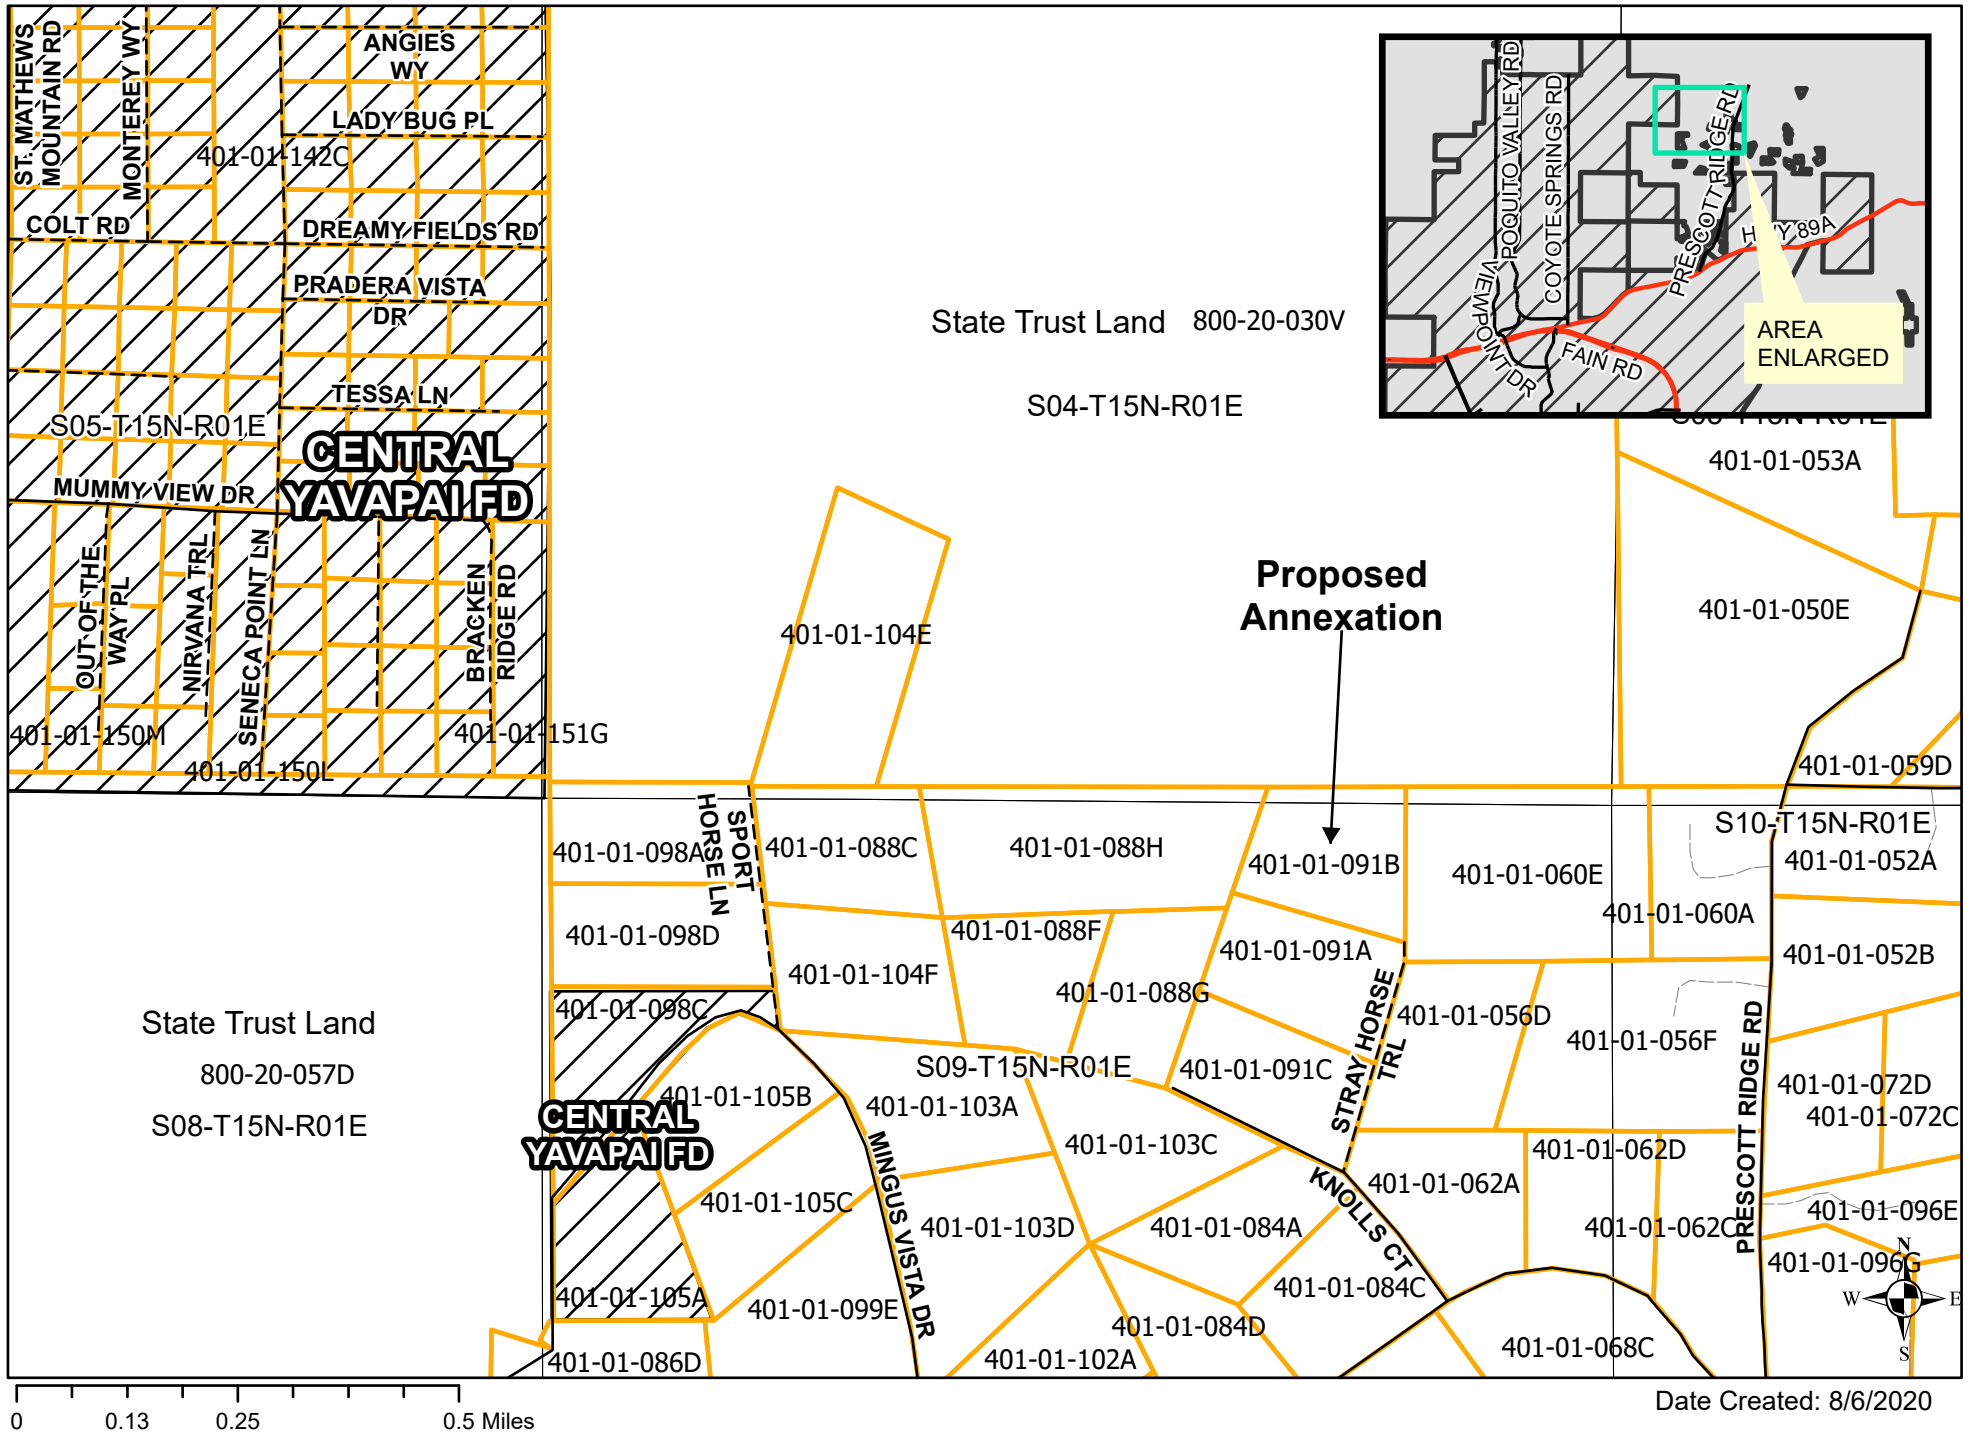 ST. MATHEWS
MOUNTAIN RD
MONTEREY WY
ANGIES
WY
LADY BUG PL
401-01-142C
COLT RD
DREAMY FIELDS RD
PRADERA VISTA
DR
TESSA LN
S05-T15N-R01E
CENTRAL
YAVAPAI FD
MUMMY VIEW DR
OUT OF THE
WAY PL
NIRVANA TRL
SENECA POINT LN
BRACKEN
RIDGE RD
401-01-150M
401-01-151G
401-01-150L
State Trust Land 800-20-030V
S04-T15N-R01E
POQUITO VALLEY RD
COYOTE SPRINGS RD
PRESCOTT RIDGE RD
HWY 89A
VIEWPOINT DR
FAIN RD
AREA
ENLARGED
401-01-053A
401-01-104E
Proposed
Annexation
401-01-050E
401-01-059D
SPORT
HORSE LN
401-01-098A
401-01-088C
401-01-088H
401-01-091B
401-01-060E
S10-T15N-R01E
401-01-052A
401-01-060A
401-01-098D
401-01-088F
401-01-091A
401-01-052B
401-01-104F
401-01-088G
State Trust Land
800-20-057D
S08-T15N-R01E
401-01-098C
STRAY HORSE
TRL
401-01-056D
401-01-056F
PRESCOTT RIDGE RD
S09-T15N-R01E
401-01-091C
401-01-072D
401-01-072C
401-01-105B
401-01-103A
CENTRAL
YAVAPAI FD
401-01-103C
401-01-062D
MINGUS VISTA DR
KNOLLS CT
401-01-062A
401-01-105C
401-01-103D
401-01-084A
401-01-062C
401-01-096E
401-01-096G
401-01-105A
401-01-099E
401-01-084C
401-01-084D
401-01-068C
401-01-086D
401-01-102A
N
W E
S
0 0.13 0.25 0.5 Miles
Date Created: 8/6/2020